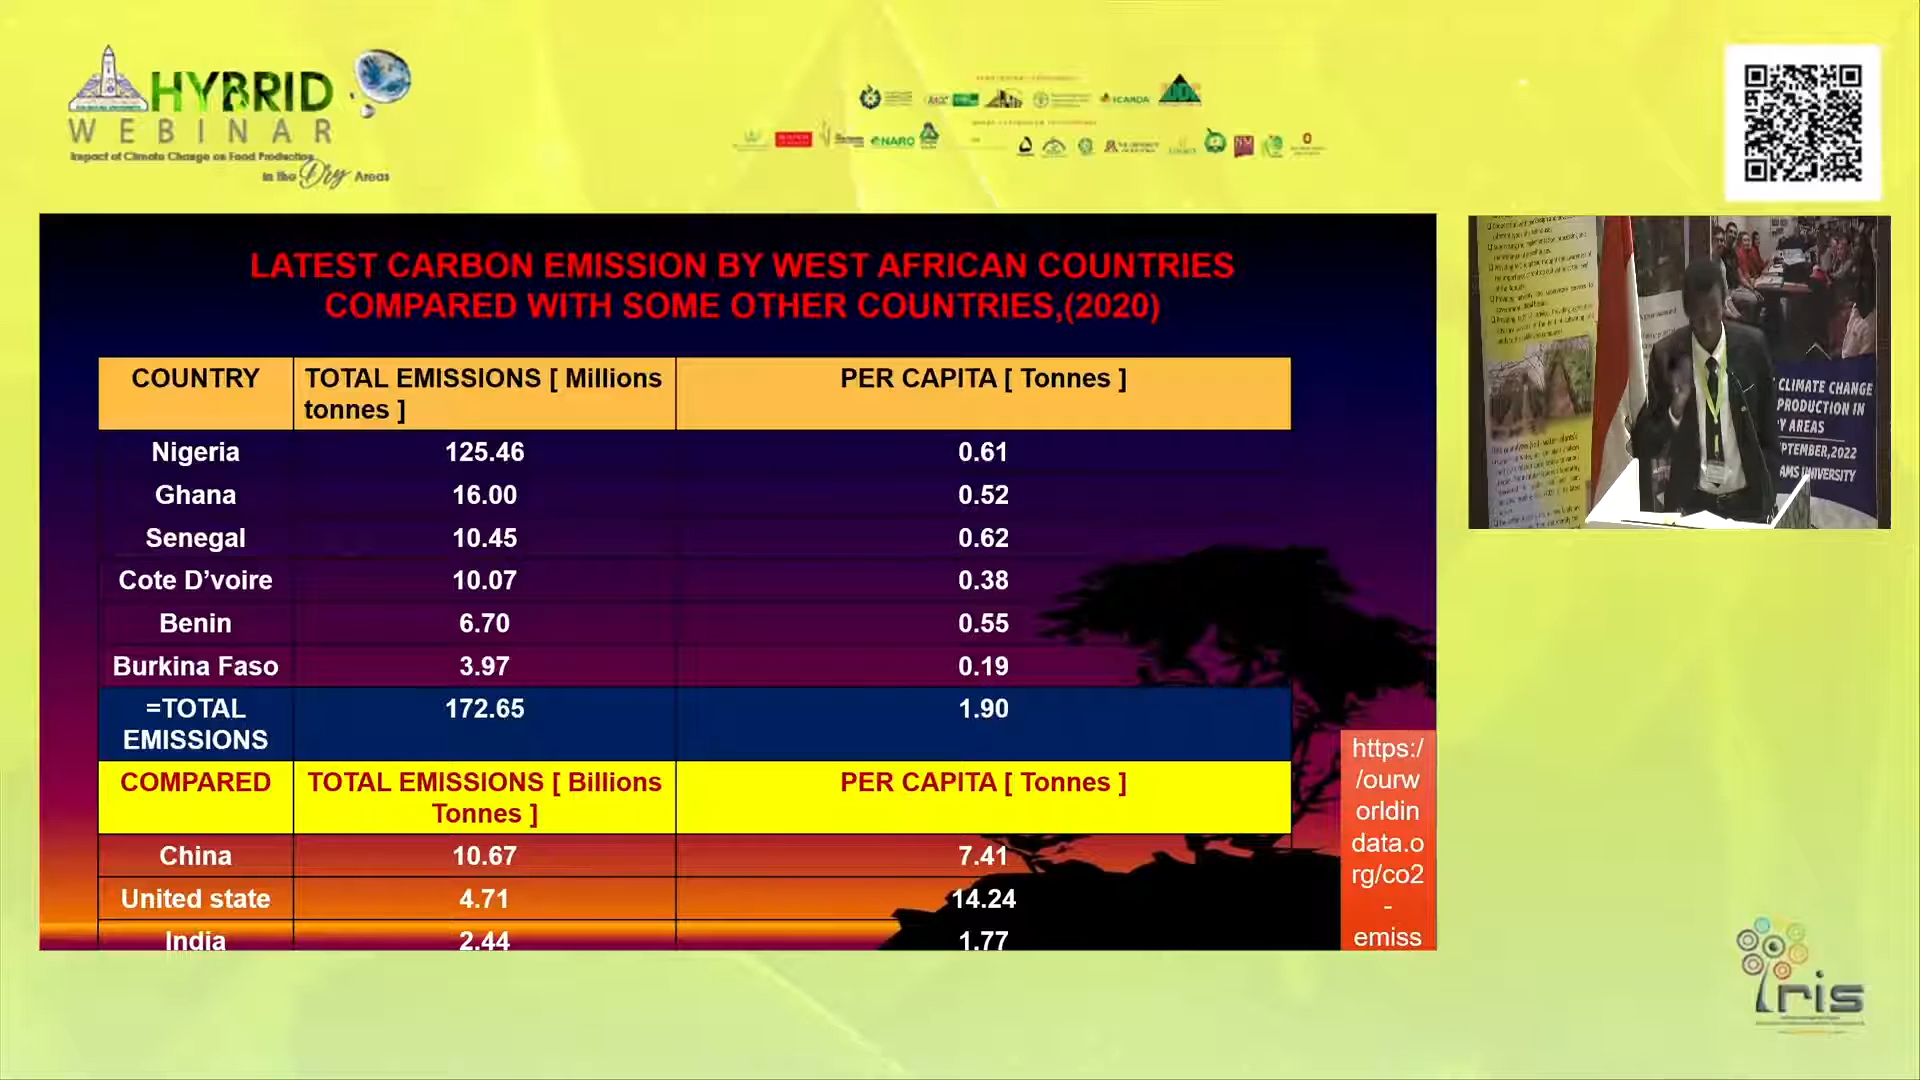 HYBRID
WEBINAR
Impact of Climate Change on Food Production
in the Dry Areas
ICARDA
NARO
LATEST CARBON EMISSION BY WEST AFRICAN COUNTRIES
COMPARED WITH SOME OTHER COUNTRIES,(2020)
COUNTRY TOTAL EMISSIONS [ Millions tonnes ] PER CAPITA [ Tonnes ]
Nigeria 125.46 0.61
Ghana 16.00 0.52
Senegal 10.45 0.62
Cote D’voire 10.07 0.38
Benin 6.70 0.55
Burkina Faso 3.97 0.19
=TOTAL EMISSIONS 172.65 1.90
COMPARED TOTAL EMISSIONS [ Billions Tonnes ] PER CAPITA [ Tonnes ]
China 10.67 7.41
United state 4.71 14.24
India 2.44 1.77
https:/
/ourw
orldin
data.o
rg/co2
-
emiss
CLIMATE CHANGE
PRODUCTION IN
Y AREAS
PTEMBER,2022
AMS UNIVERSITY
iris